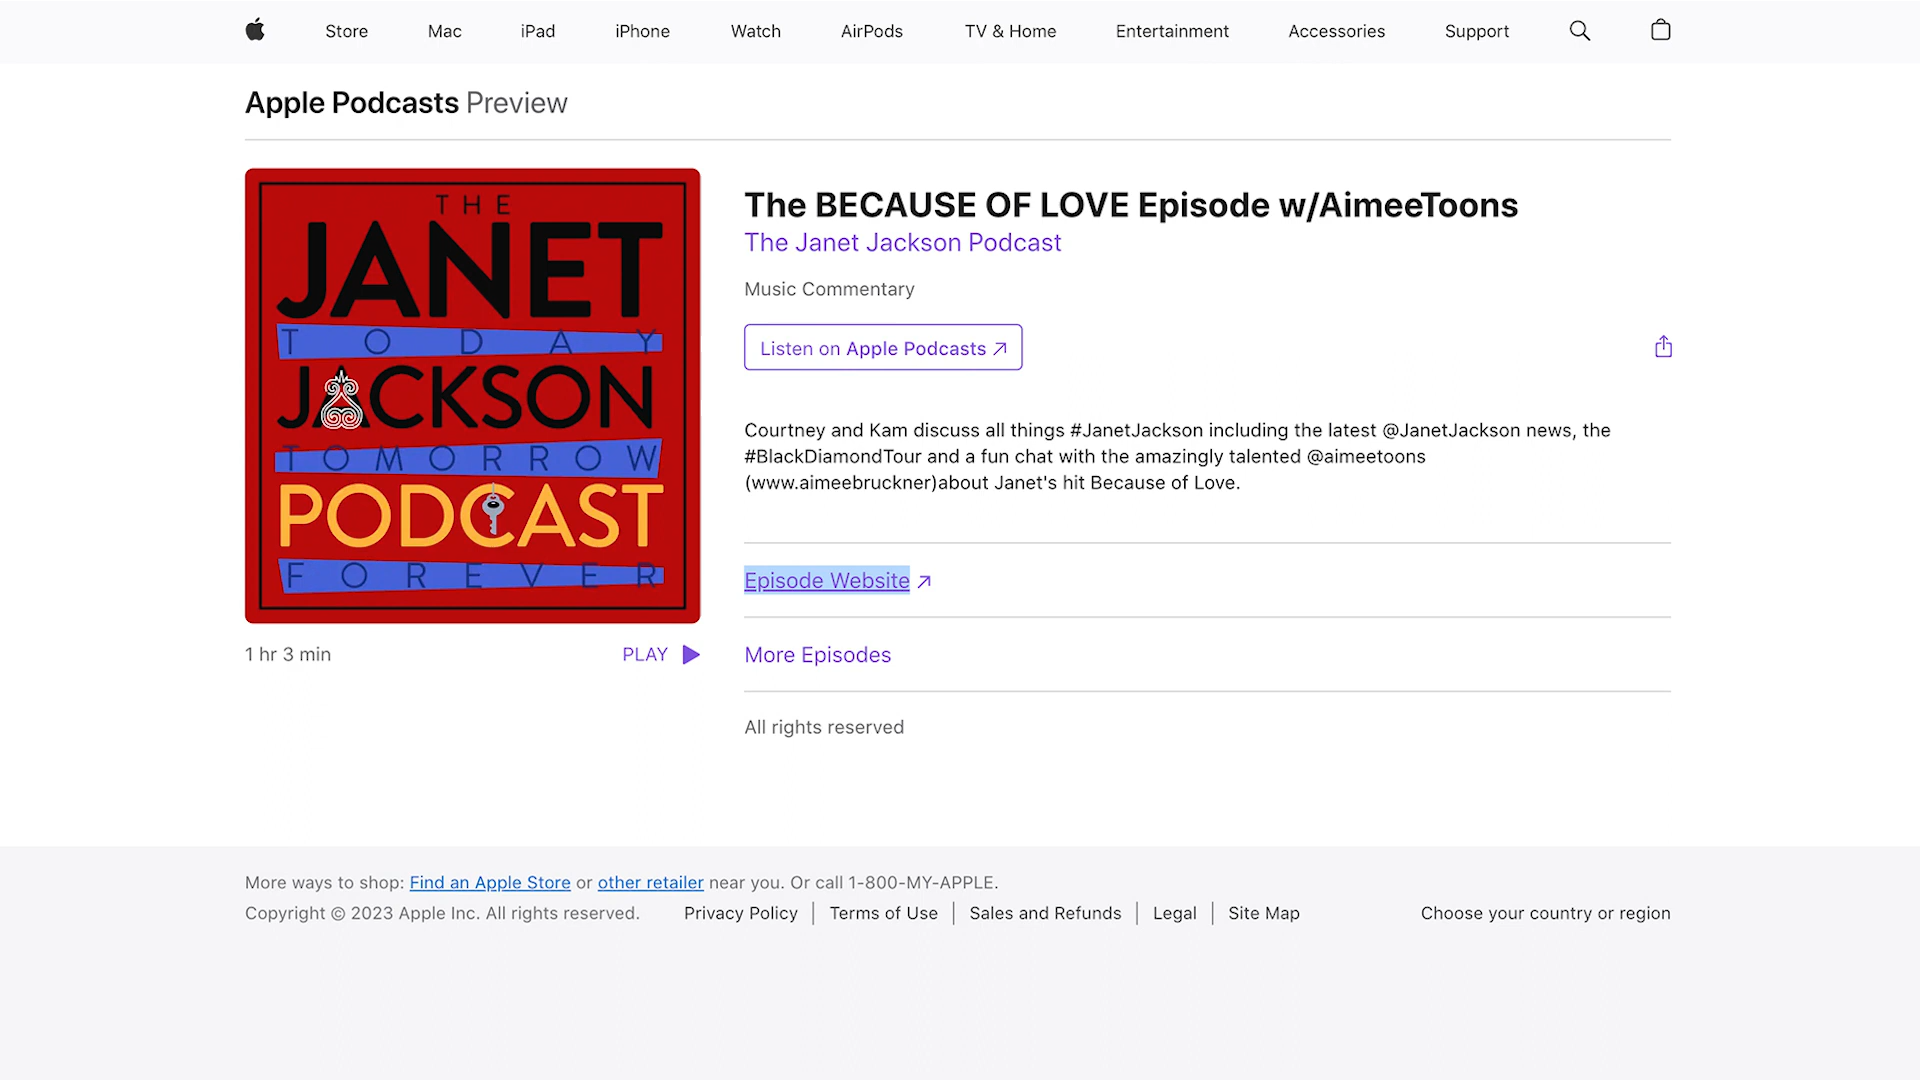 Store Mac iPad iPhone Watch AirPods TV & Home Entertainment Accessories Support
Apple Podcasts Preview
THE
JANET
TODAY
JACKSON
TOMORROW
PODCAST
FOREVER
1 hr 3 min PLAY
The BECAUSE OF LOVE Episode w/AimeeToons
The Janet Jackson Podcast
Music Commentary
Listen on Apple Podcasts
Courtney and Kam discuss all things #JanetJackson including the latest @JanetJackson news, the
#BlackDiamondTour and a fun chat with the amazingly talented @aimeetoons
(www.aimeebruckner)about Janet's hit Because of Love.
Episode Website
More Episodes
All rights reserved
More ways to shop: Find an Apple Store or other retailer near you. Or call 1-800-MY-APPLE.
Copyright © 2023 Apple Inc. All rights reserved. Privacy Policy | Terms of Use | Sales and Refunds | Legal | Site Map Choose your country or region